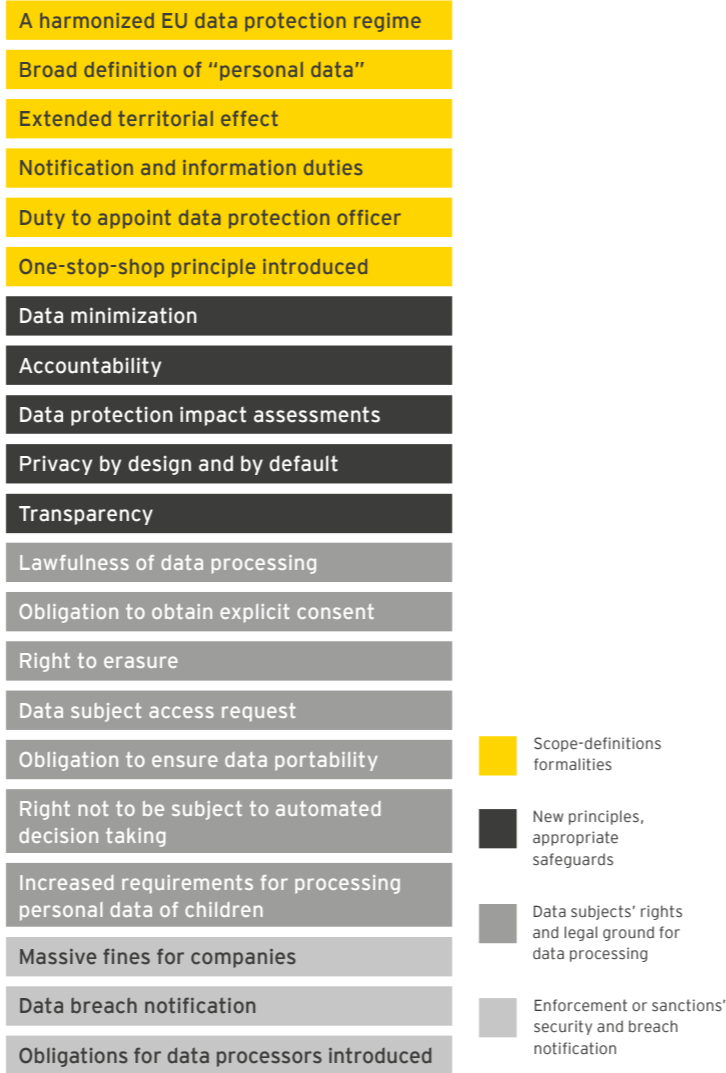 A harmonized EU data protection regime
Broad definition of “personal data”
Extended territorial effect
Notification and information duties
Duty to appoint data protection officer
One-stop-shop principle introduced
Data minimization
Accountability
Data protection impact assessments
Privacy by design and by default
Transparency
Lawfulness of data processing
Obligation to obtain explicit consent
Right to erasure
Data subject access request
Obligation to ensure data portability
Right not to be subject to automated
decision taking
Increased requirements for processing
personal data of children
Massive fines for companies
Data breach notification
Obligations for data processors introduced
Scope-definitions
formalities
New principles,
appropriate
safeguards
Data subjects’ rights
and legal ground for
data processing
Enforcement or sanctions’
security and breach
notification